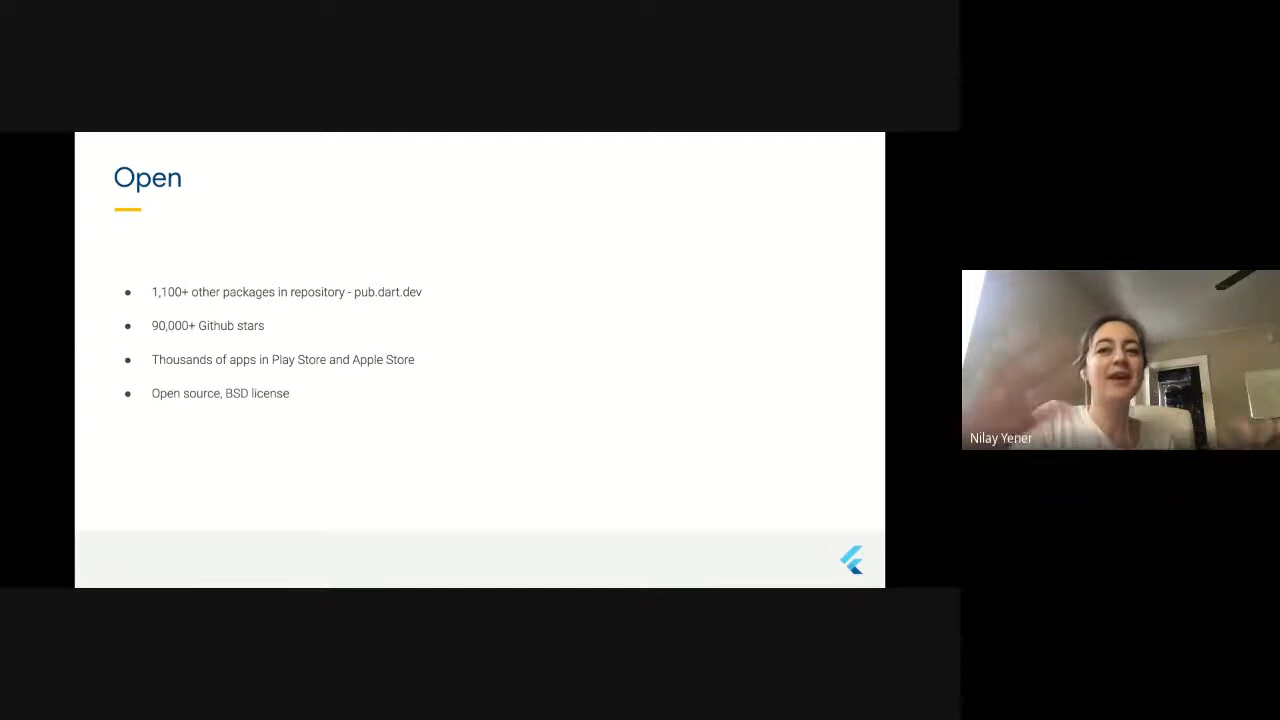 Open
● 1,100+ other packages in repository - pub.dart.dev
● 90,000+ Github stars
● Thousands of apps in Play Store and Apple Store
● Open source, BSD license
Nilay Yener